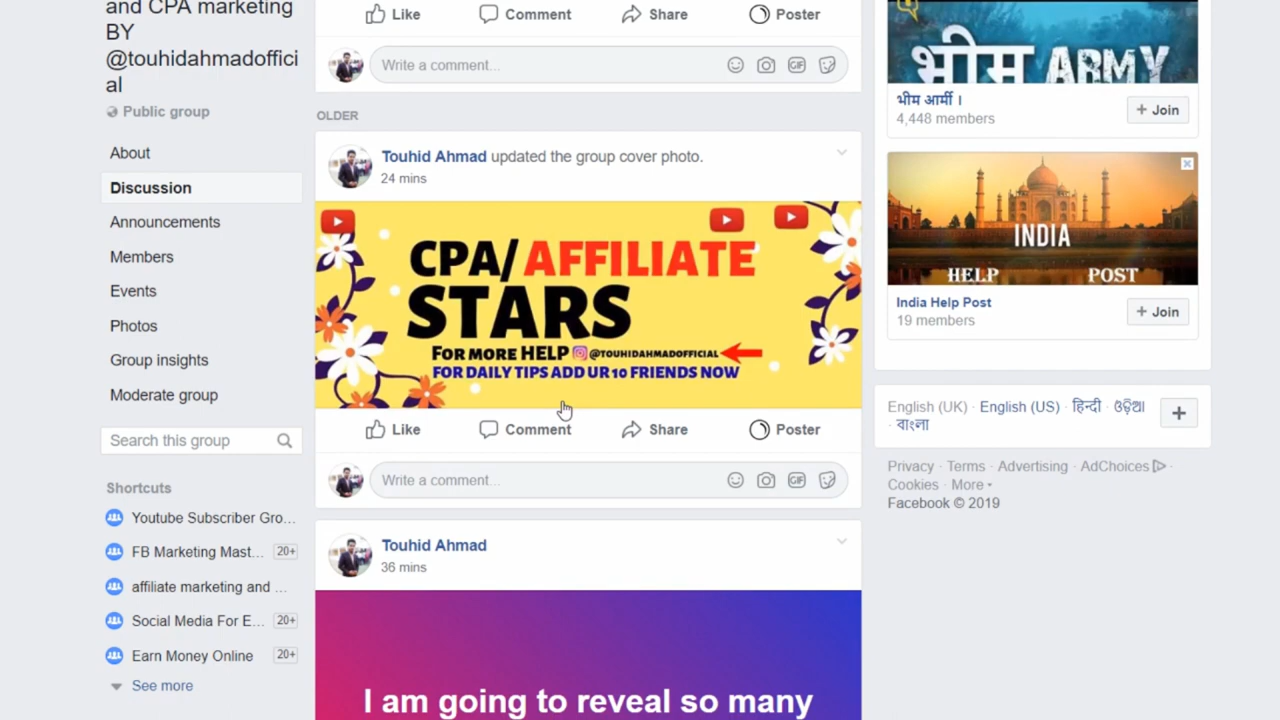 and CPA marketing
BY
@touhidahmadoffici
al
Public group
About
Discussion
Announcements
Members
Events
Photos
Group insights
Moderate group
Search this group
Shortcuts
Youtube Subscriber Gro...
FB Marketing Mast... 20+
affiliate marketing and ...
Social Media For E... 20+
Earn Money Online 20+
See more
Like Comment Share Poster
Write a comment... GIF
OLDER
Touhid Ahmad updated the group cover photo.
24 mins
CPA/AFFILIATE
STARS
FOR MORE HELP @TOUHIDAHMADOFFICIAL
FOR DAILY TIPS ADD UR 10 FRIENDS NOW
Like Comment Share Poster
Write a comment... GIF
Touhid Ahmad
36 mins
I am going to reveal so many
भीम ARMY
भीम आर्मी ।
4,448 members
+ Join
INDIA
HELP POST
India Help Post
19 members
+ Join
English (UK) · English (US) · हिन्दी · ଓଡ଼ିଆ
· বাংলা
Privacy · Terms · Advertising · AdChoices ·
Cookies · More
Facebook © 2019